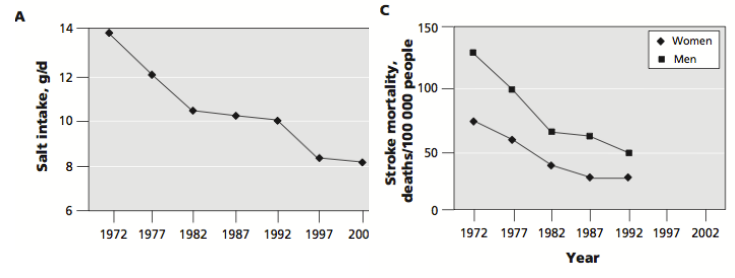 A
Salt intake, g/d
14
12
10
8
6
1972 1977 1982 1987 1992 1997 200
C
Stroke mortality,
deaths/100 000 people
150
100
50
0
Women
Men
1972 1977 1982 1987 1992 1997 2002
Year